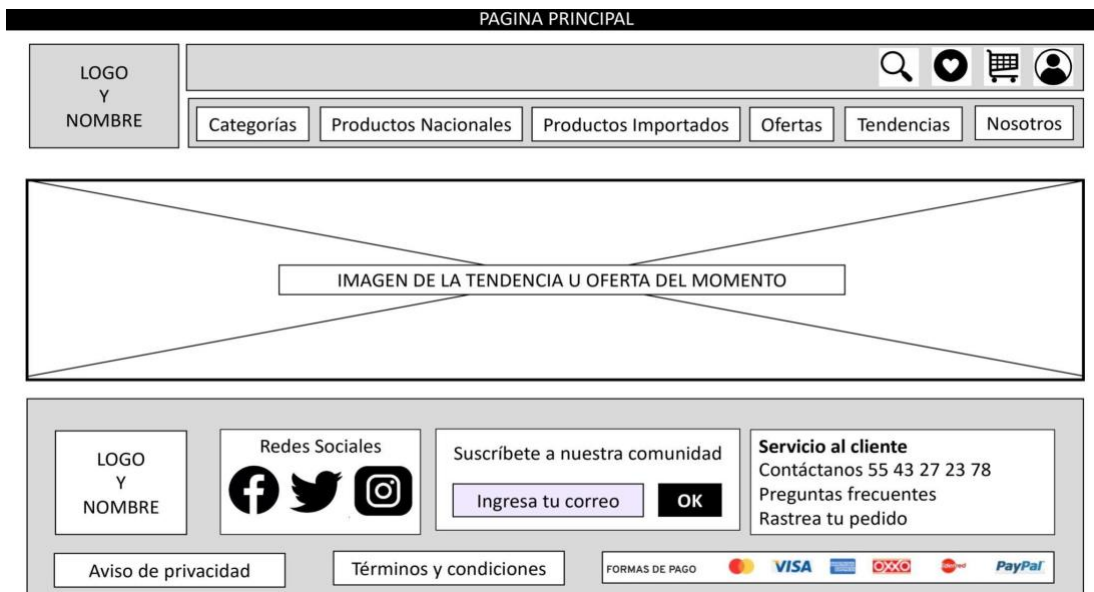 PAGINA PRINCIPAL
LOGO
Y
NOMBRE
Categorías
Productos Nacionales
Productos Importados
Ofertas
Tendencias
Nosotros
IMAGEN DE LA TENDENCIA U OFERTA DEL MOMENTO
LOGO
Y
NOMBRE
Redes Sociales
Suscríbete a nuestra comunidad
Ingresa tu correo
OK
Servicio al cliente
Contáctanos 55 43 27 23 78
Preguntas frecuentes
Rastrea tu pedido
Aviso de privacidad
Términos y condiciones
FORMAS DE PAGO
VISA
OXXO
PayPal